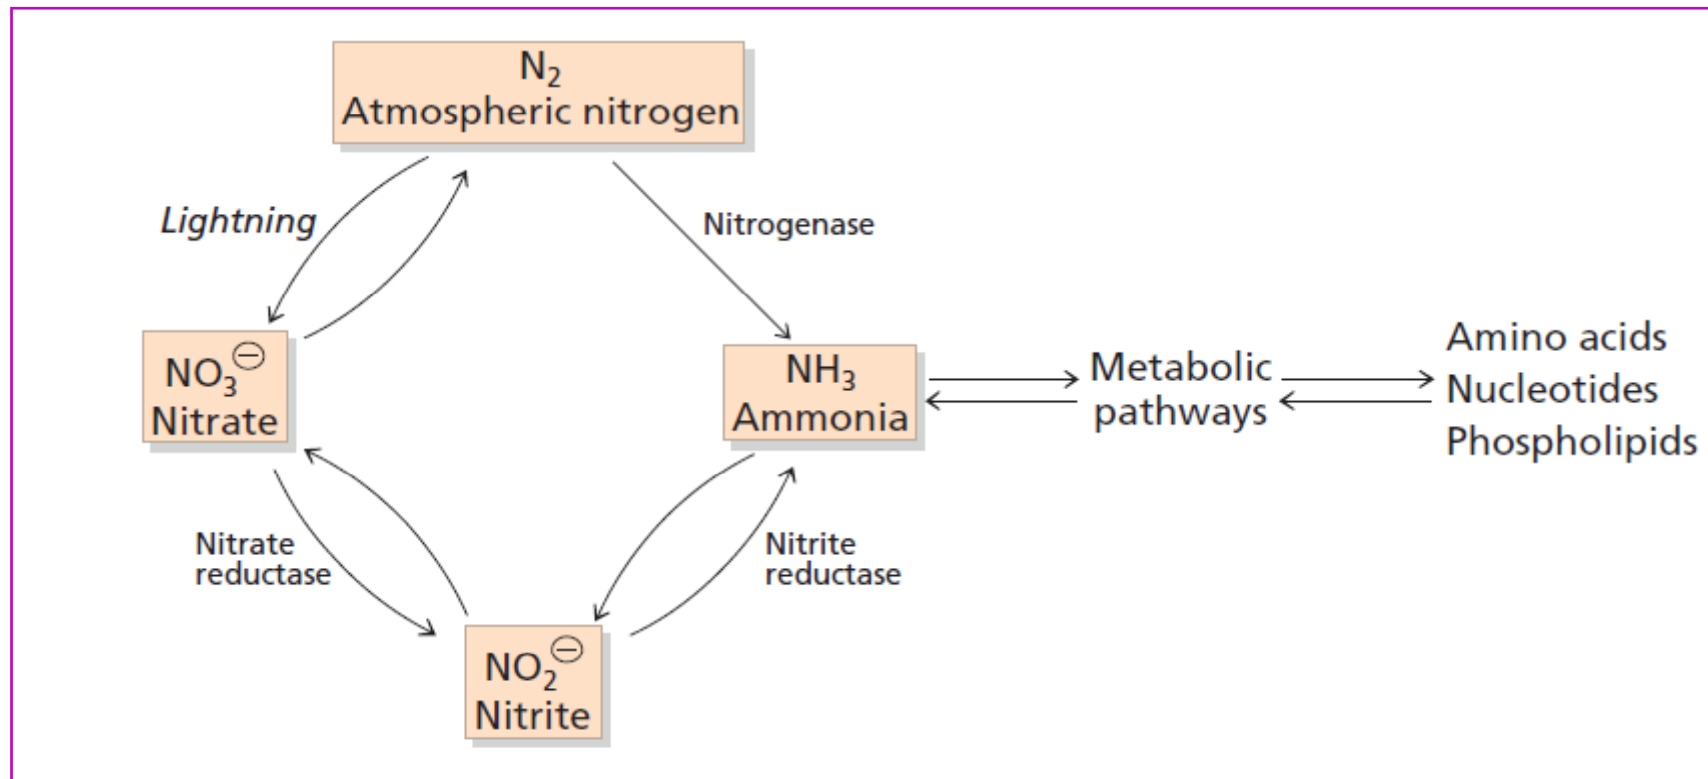 N₂
Atmospheric nitrogen
Lightning
Nitrogenase
NO₃⊖
Nitrate
NH₃
Ammonia
Metabolic
pathways
Amino acids
Nucleotides
Phospholipids
Nitrate
reductase
Nitrite
reductase
NO₂⊖
Nitrite